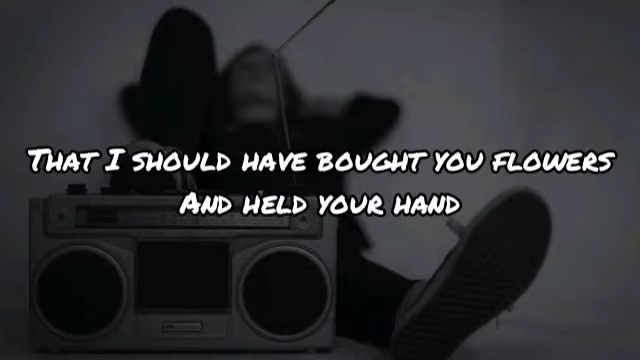 That I should have bought you flowers
And held your hand